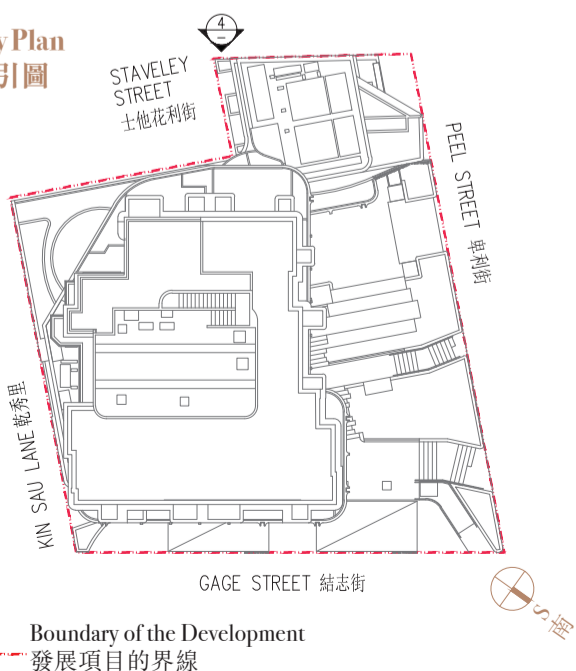 y Plan
引圖
4
–
STAVELEY
STREET
士他花利街
PEEL STREET 卑利街
KIN SAU LANE 乾秀里
GAGE STREET 結志街
S 南
Boundary of the Development
發展項目的界線